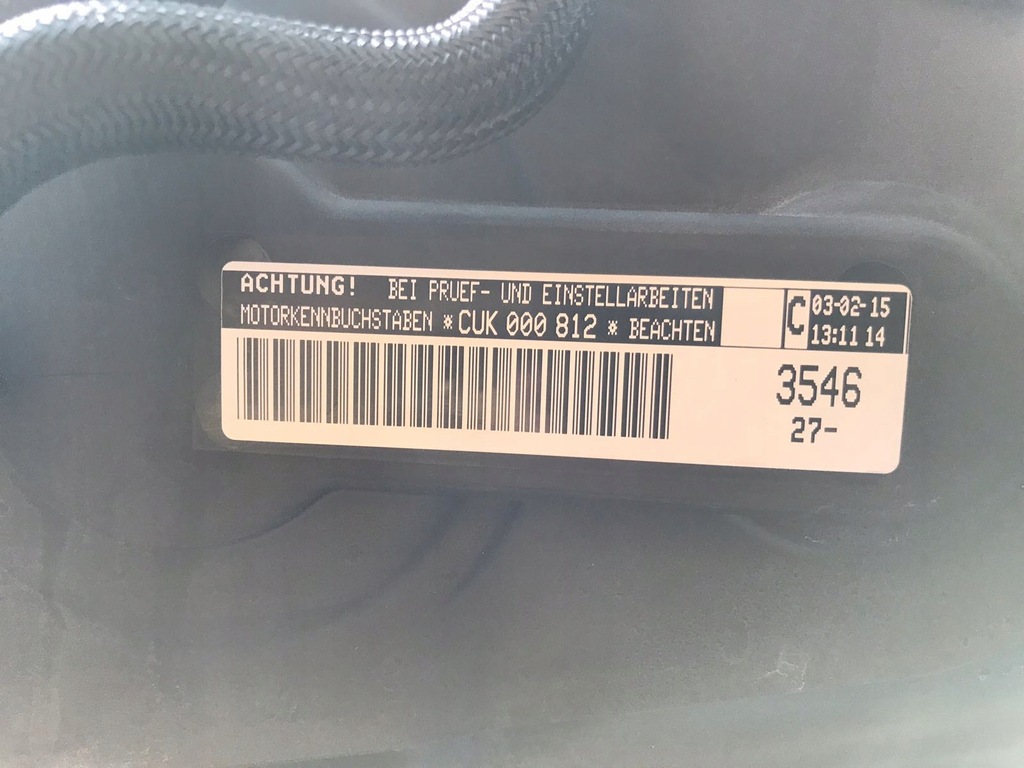 ACHTUNG! BEI PRUEF- UND EINSTELLARBEITEN
MOTORKENNBUCHSTABEN *CUK 000 812 * BEACHTEN
C
03-02-15
13:11 14
3546
27-